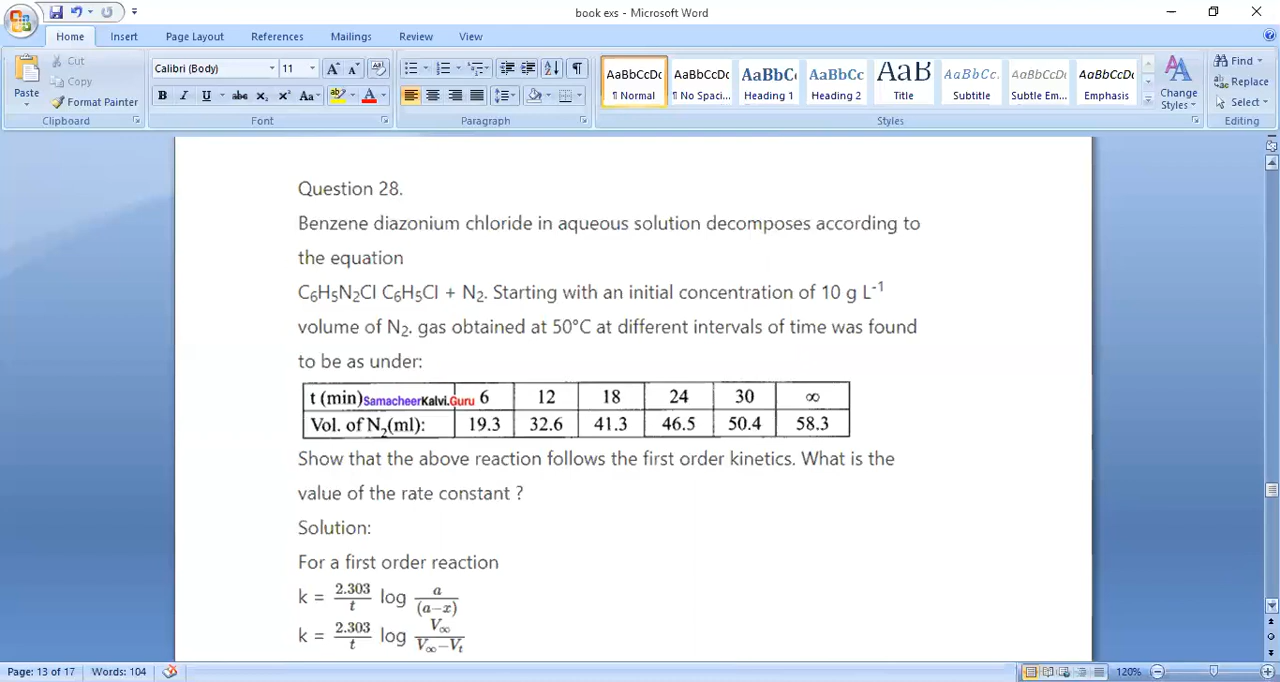 book exs - Microsoft Word
Home Insert Page Layout References Mailings Review View
Cut
Copy
Format Painter
Paste
Calibri (Body) 11
AaBbCcDc AaBbCcDc AaBbC AaBbCc AaB AaBbCc. AaBbCcDc AaBbCcDc
¶ Normal ¶ No Spaci... Heading 1 Heading 2 Title Subtitle Subtle Em... Emphasis
Change Styles
Find
Replace
Select
Clipboard Font Paragraph Styles Editing
Question 28.
Benzene diazonium chloride in aqueous solution decomposes according to
the equation
C₆H₅N₂Cl C₆H₅Cl + N₂. Starting with an initial concentration of 10 g L⁻¹
volume of N₂. gas obtained at 50°C at different intervals of time was found
to be as under:
t (min) SamacheerKalvi.Guru 6 12 18 24 30 ∞
Vol. of N₂(ml): 19.3 32.6 41.3 46.5 50.4 58.3
Show that the above reaction follows the first order kinetics. What is the
value of the rate constant ?
Solution:
For a first order reaction
k = 2.303/t log a/(a−x)
k = 2.303/t log V∞/V∞−Vt
Page: 13 of 17 Words: 104 120%